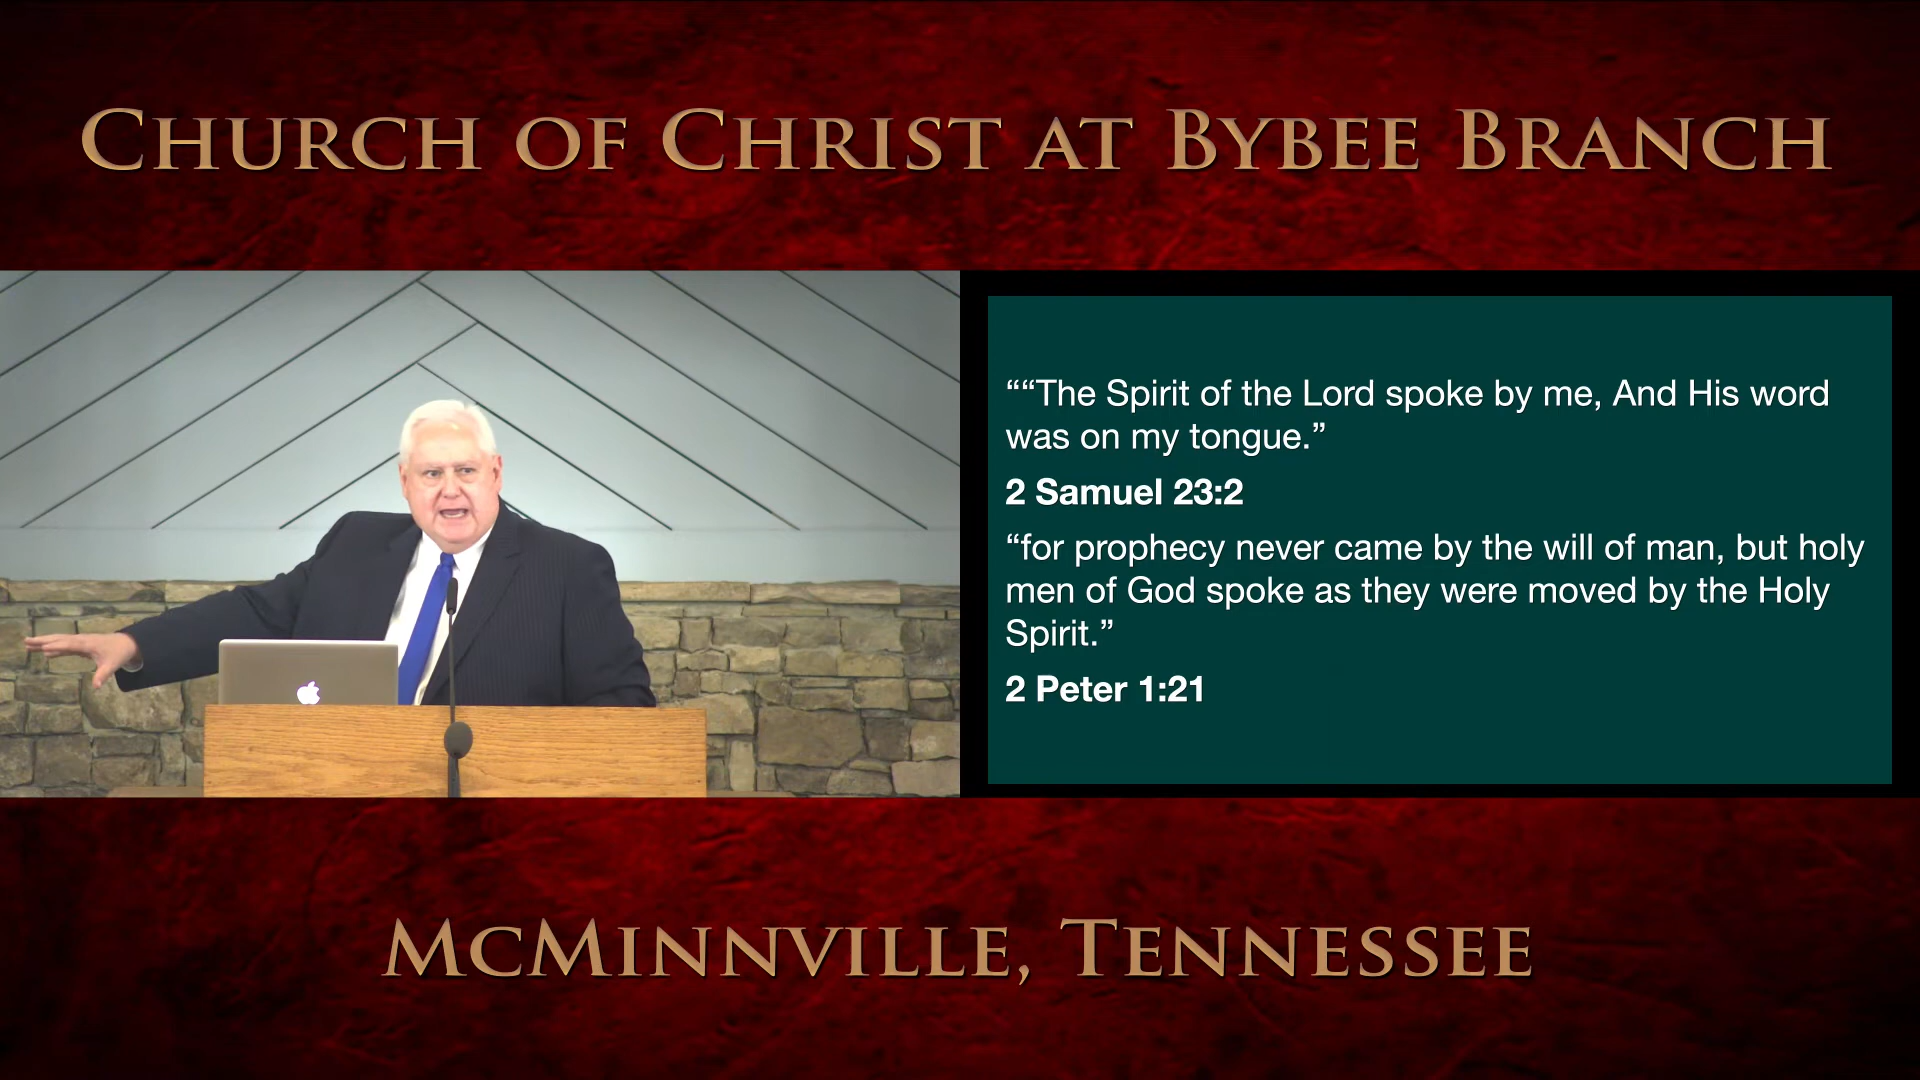 CHURCH OF CHRIST AT BYBEE BRANCH
““The Spirit of the Lord spoke by me, And His word
was on my tongue.”
2 Samuel 23:2
“for prophecy never came by the will of man, but holy
men of God spoke as they were moved by the Holy
Spirit.”
2 Peter 1:21
MCMINNVILLE, TENNESSEE